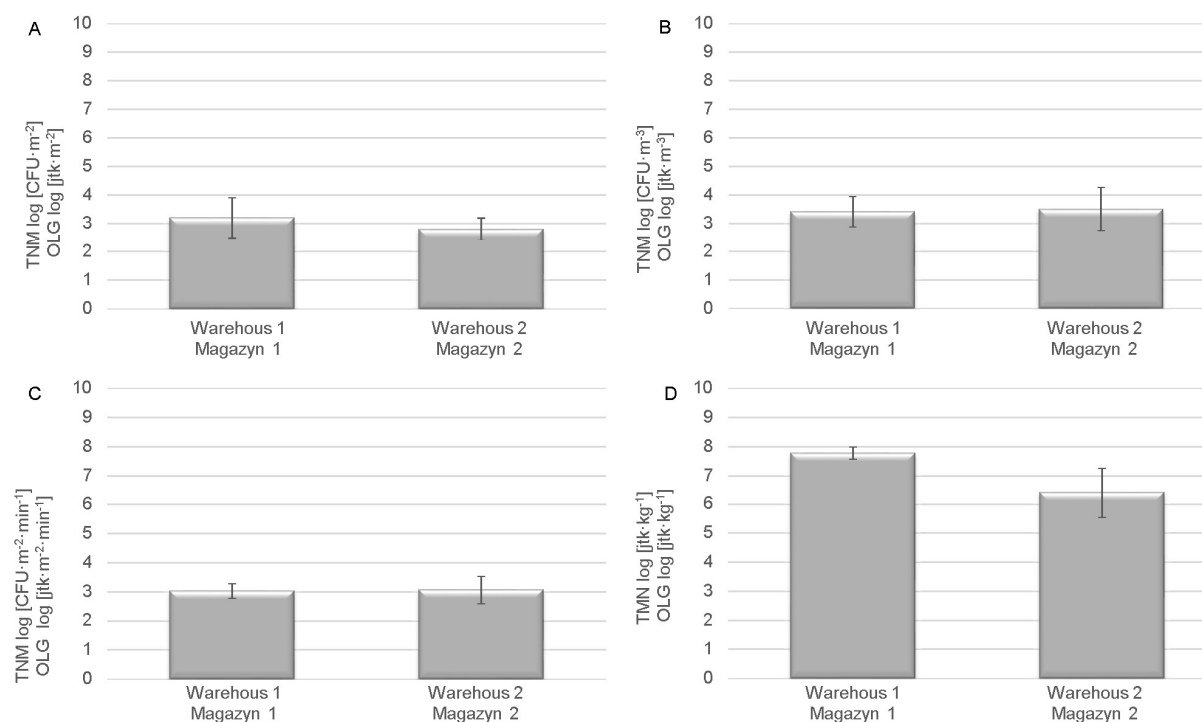 A
10
9
8
7
6
5
4
3
2
1
0
TNM log [CFU·m-2]
OLG log [jtk·m-2]
Warehous 1
Magazyn 1
Warehous 2
Magazyn 2
B
10
9
8
7
6
5
4
3
2
1
0
TNM log [CFU·m-3]
OLG log [jtk·m-3]
Warehous 1
Magazyn 1
Warehous 2
Magazyn 2
C
10
9
8
7
6
5
4
3
2
1
0
TNM log [CFU·m-2·min-1]
OLG log [jtk·m-2·min-1]
Warehous 1
Magazyn 1
Warehous 2
Magazyn 2
D
10
9
8
7
6
5
4
3
2
1
0
TMN log [jtk·kg-1]
OLG log [jtk·kg-1]
Warehous 1
Magazyn 1
Warehous 2
Magazyn 2